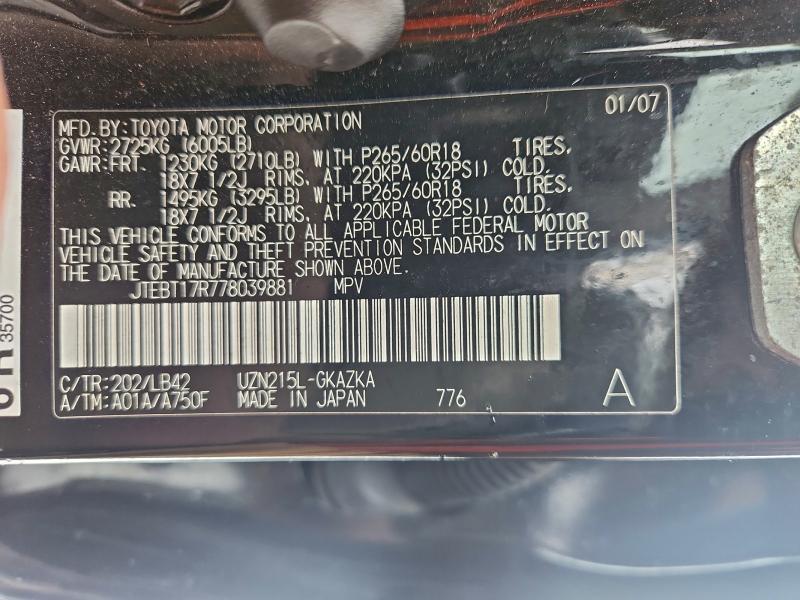 01/07
MFD.BY:TOYOTA MOTOR CORPORATION
GVWR:2725KG (6005LB)
GAWR:FRT. 1230KG (2710LB) WITH P265/60R18 TIRES,
18X7 1/2J RIMS, AT 220KPA (32PSI) COLD.
RR. 1495KG (3295LB) WITH P265/60R18 TIRES,
18X7 1/2J RIMS, AT 220KPA (32PSI) COLD.
THIS VEHICLE CONFORMS TO ALL APPLICABLE FEDERAL MOTOR
VEHICLE SAFETY AND THEFT PREVENTION STANDARDS IN EFFECT ON
THE DATE OF MANUFACTURE SHOWN ABOVE.
JTEBT17R778039881 MPV
C/TR:202/LB42 UZN215L-GKAZKA
A/TM:A01A/A750F MADE IN JAPAN 776 A
35700